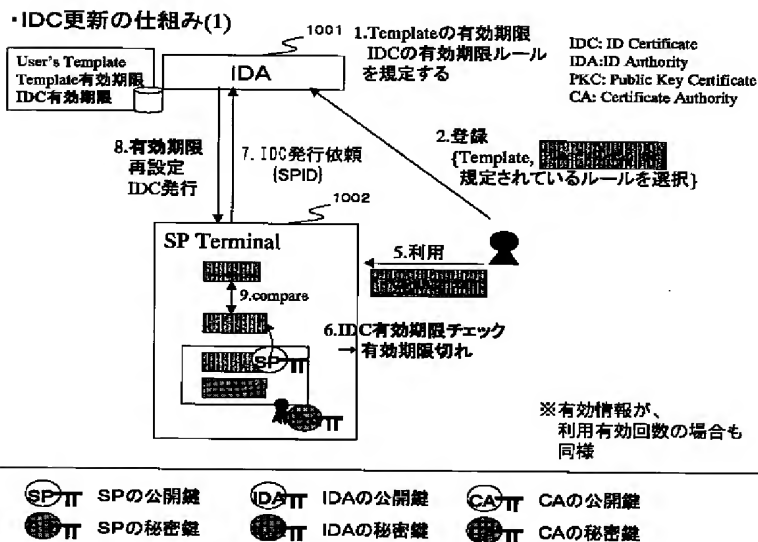 ・IDC更新の仕組み(1)
User's Template
Template有効期限
IDC有効期限
IDA
1001
1.Templateの有効期限
IDCの有効期限ルール
を規定する
IDC: ID Certificate
IDA:ID Authority
PKC: Public Key Certificate
CA: Certificate Authority
2.登録
{Template,
規定されているルールを選択}
8.有効期限
再設定
IDC発行
7. IDC発行依頼
(SPID)
1002
SP Terminal
5.利用
9.compare
6.IDC有効期限チェック
→ 有効期限切れ
SP
※有効情報が、
利用有効回数の場合も
同様
SP SPの公開鍵
IDA IDAの公開鍵
CA CAの公開鍵
SPの秘密鍵
IDAの秘密鍵
CAの秘密鍵